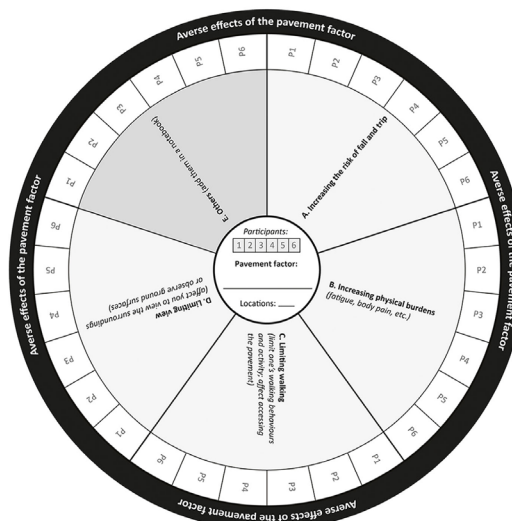 Averse effects of the pavement factor
P1
P2
P3
P4
P5
P6
A. Increasing the risk of fall and trip
Averse effects of the pavement factor
P1
P2
P3
P4
P5
P6
B. Increasing physical burdens
(fatigue, body pain, etc.)
Averse effects of the pavement factor
P1
P2
P3
P4
P5
P6
C. Limiting walking
and activity
(limit one's walking behaviours
and activity; affect accessing
the pavement)
Averse effects of the pavement factor
P1
P2
P3
P4
P5
P6
D. Limiting view
(affect you to view the surroundings
or observe ground surfaces)
P1
P2
P3
P4
P5
P6
E. Others (add them in a notebook)
Participants:
1 2 3 4 5 6
Pavement factor:
Locations: